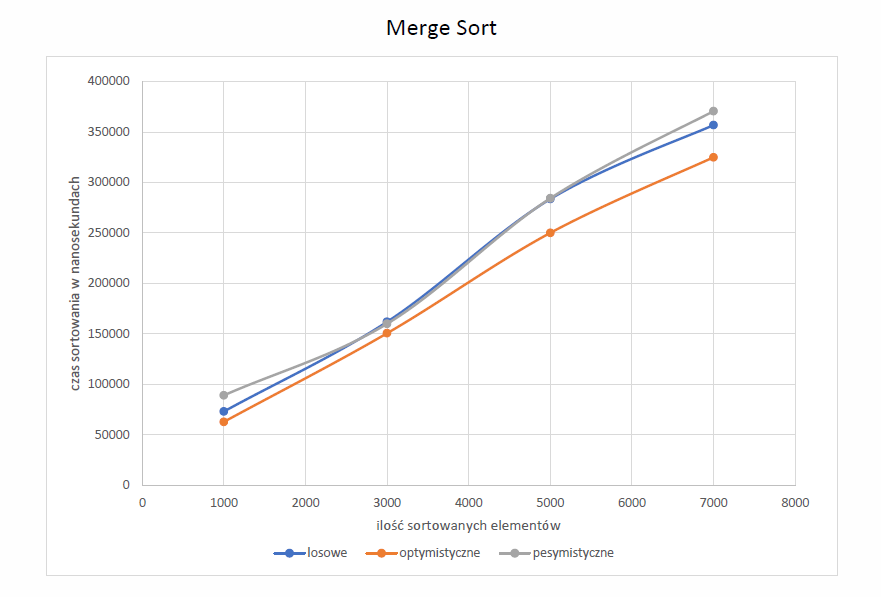 Merge Sort
400000
350000
300000
250000
200000
150000
100000
50000
0
czas sortowania w nanosekundach
0 1000 2000 3000 4000 5000 6000 7000 8000
ilość sortowanych elementów
losowe optymistyczne pesymistyczne